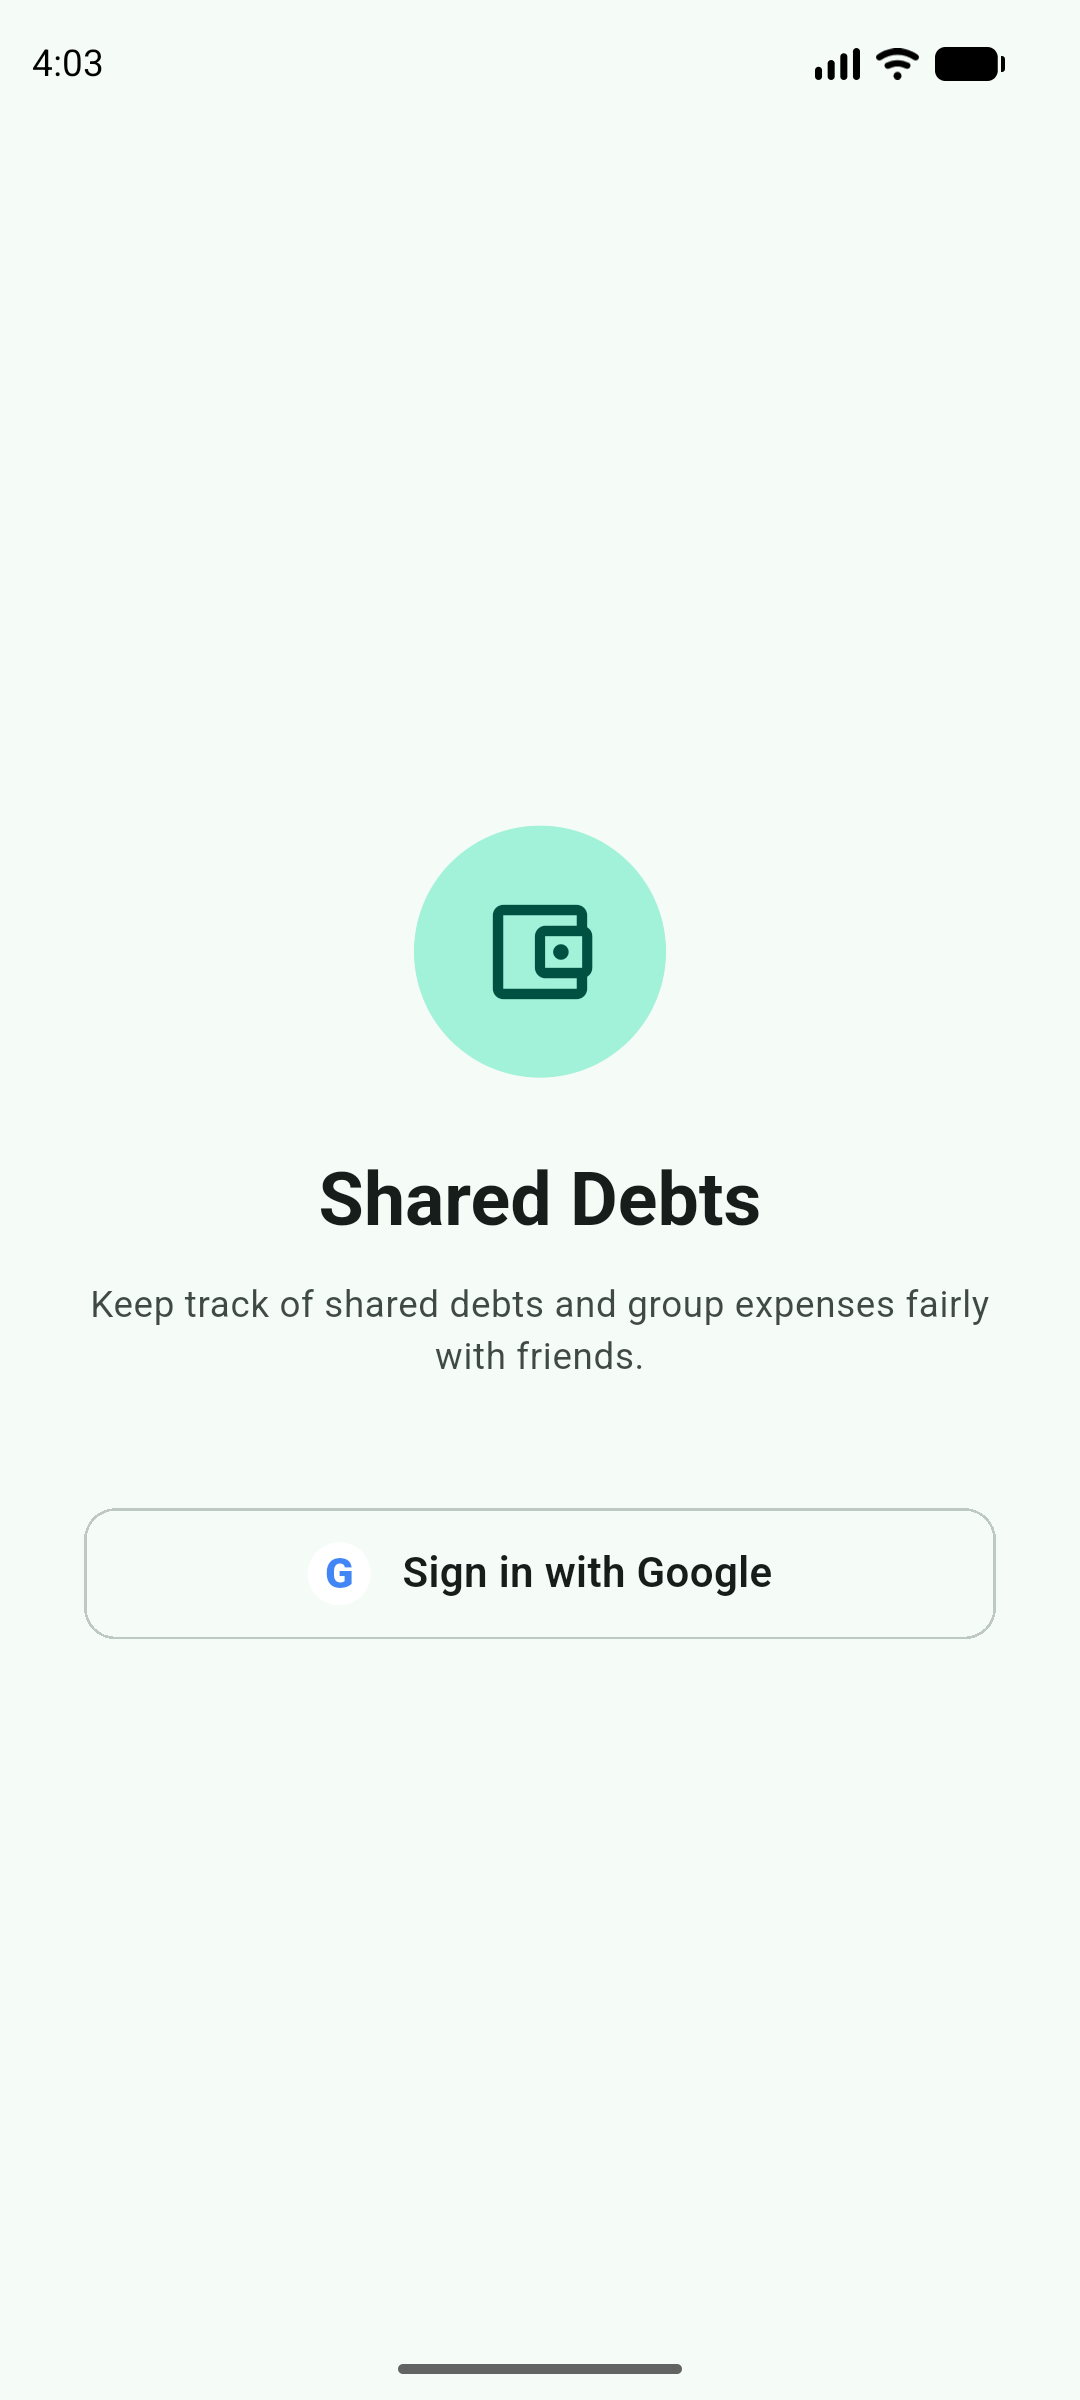 4:03
Shared Debts
Keep track of shared debts and group expenses fairly
with friends.
G Sign in with Google